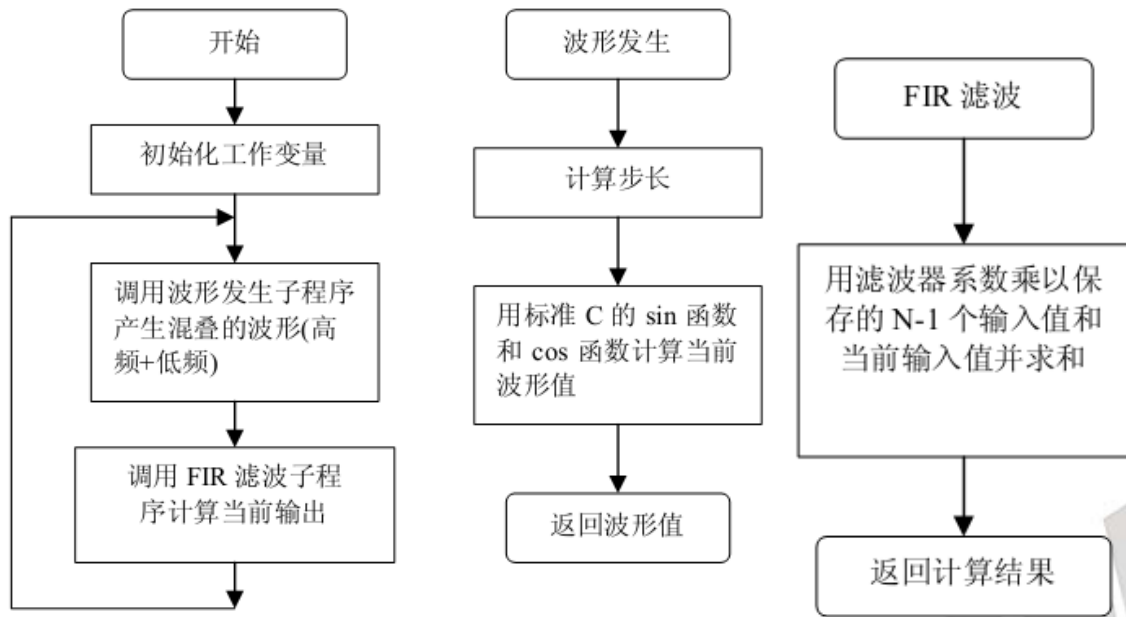 开始
初始化工作变量
调用波形发生子程序
产生混叠的波形(高
频+低频)
调用 FIR 滤波子程
序计算当前输出
波形发生
计算步长
用标准 C 的 sin 函数
和 cos 函数计算当前
波形值
返回波形值
FIR 滤波
用滤波器系数乘以保
存的 N-1 个输入值和
当前输入值并求和
返回计算结果